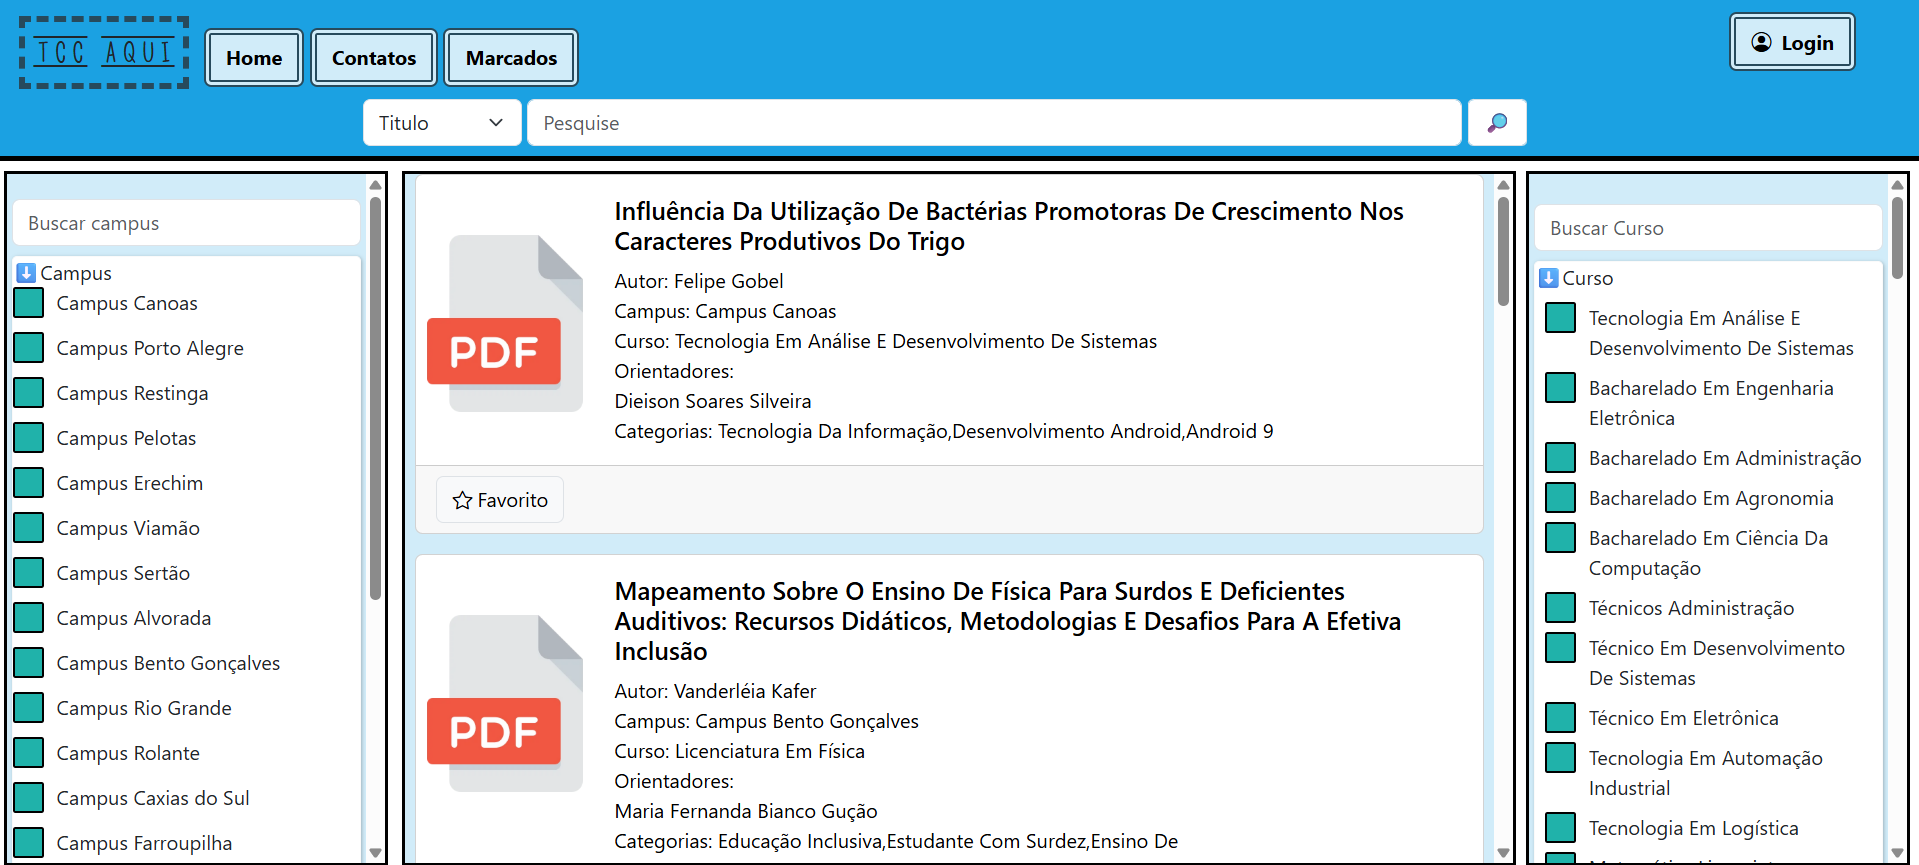 TCC AQUI
Home
Contatos
Marcados
Login
Titulo
Pesquise
Buscar campus
Campus
Campus Canoas
Campus Porto Alegre
Campus Restinga
Campus Pelotas
Campus Erechim
Campus Viamão
Campus Sertão
Campus Alvorada
Campus Bento Gonçalves
Campus Rio Grande
Campus Rolante
Campus Caxias do Sul
Campus Farroupilha
Influência Da Utilização De Bactérias Promotoras De Crescimento Nos
Caracteres Produtivos Do Trigo
PDF
Autor: Felipe Gobel
Campus: Campus Canoas
Curso: Tecnologia Em Análise E Desenvolvimento De Sistemas
Orientadores:
Dieison Soares Silveira
Categorias: Tecnologia Da Informação,Desenvolvimento Android,Android 9
Favorito
Mapeamento Sobre O Ensino De Física Para Surdos E Deficientes
Auditivos: Recursos Didáticos, Metodologias E Desafios Para A Efetiva
Inclusão
PDF
Autor: Vanderléia Kafer
Campus: Campus Bento Gonçalves
Curso: Licenciatura Em Física
Orientadores:
Maria Fernanda Bianco Gução
Categorias: Educação Inclusiva,Estudante Com Surdez,Ensino De
Buscar Curso
Curso
Tecnologia Em Análise E
Desenvolvimento De Sistemas
Bacharelado Em Engenharia
Eletrônica
Bacharelado Em Administração
Bacharelado Em Agronomia
Bacharelado Em Ciência Da
Computação
Técnicos Administração
Técnico Em Desenvolvimento
De Sistemas
Técnico Em Eletrônica
Tecnologia Em Automação
Industrial
Tecnologia Em Logística